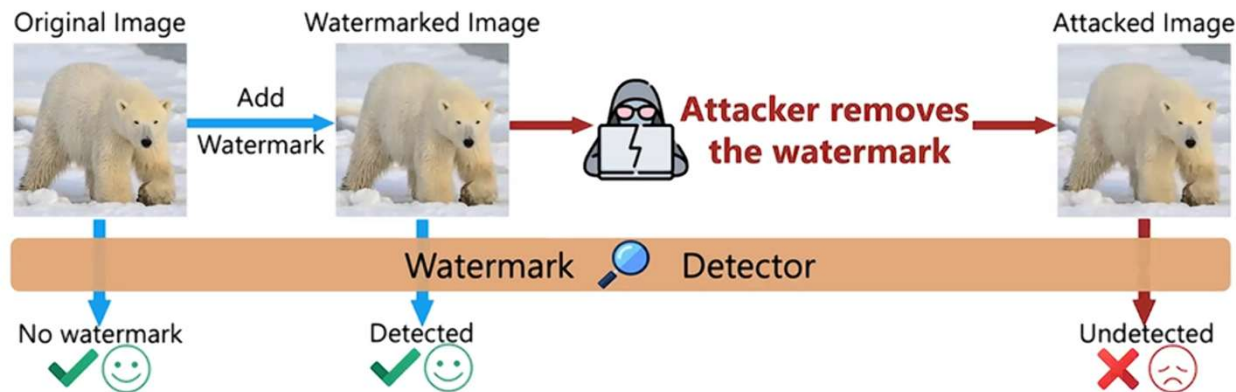 Original Image
Watermarked Image
Attacked Image
Add
Watermark
Attacker removes
the watermark
Watermark Detector
No watermark
Detected
Undetected